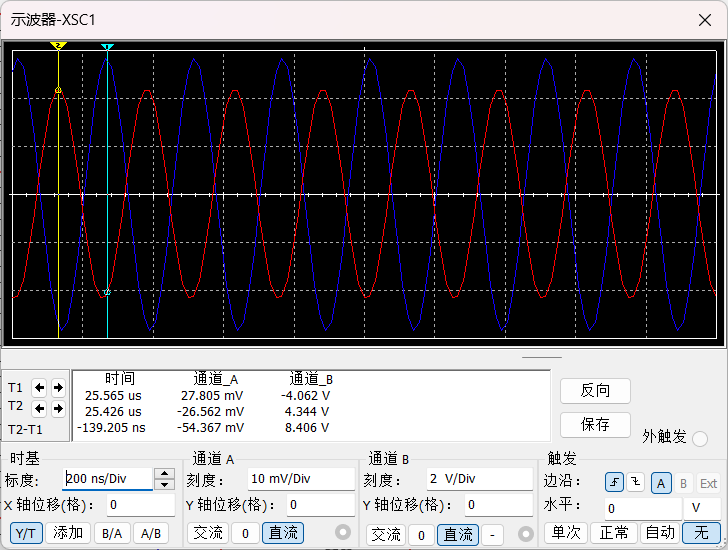 示波器-XSC1
2 1
时间 通道_A 通道_B
T1 25.565 us 27.805 mV -4.062 V
T2 25.426 us -26.562 mV 4.344 V
T2-T1 -139.205 ns -54.367 mV 8.406 V
反向
保存
外触发
时基
标度: 200 ns/Div
X 轴位移(格): 0
Y/T 添加 B/A A/B
通道 A
刻度: 10 mV/Div
Y 轴位移(格): 0
交流 0 直流
通道 B
刻度: 2 V/Div
Y 轴位移(格): 0
交流 0 直流 -
触发
边沿: A B Ext
水平: 0 V
单次 正常 自动 无